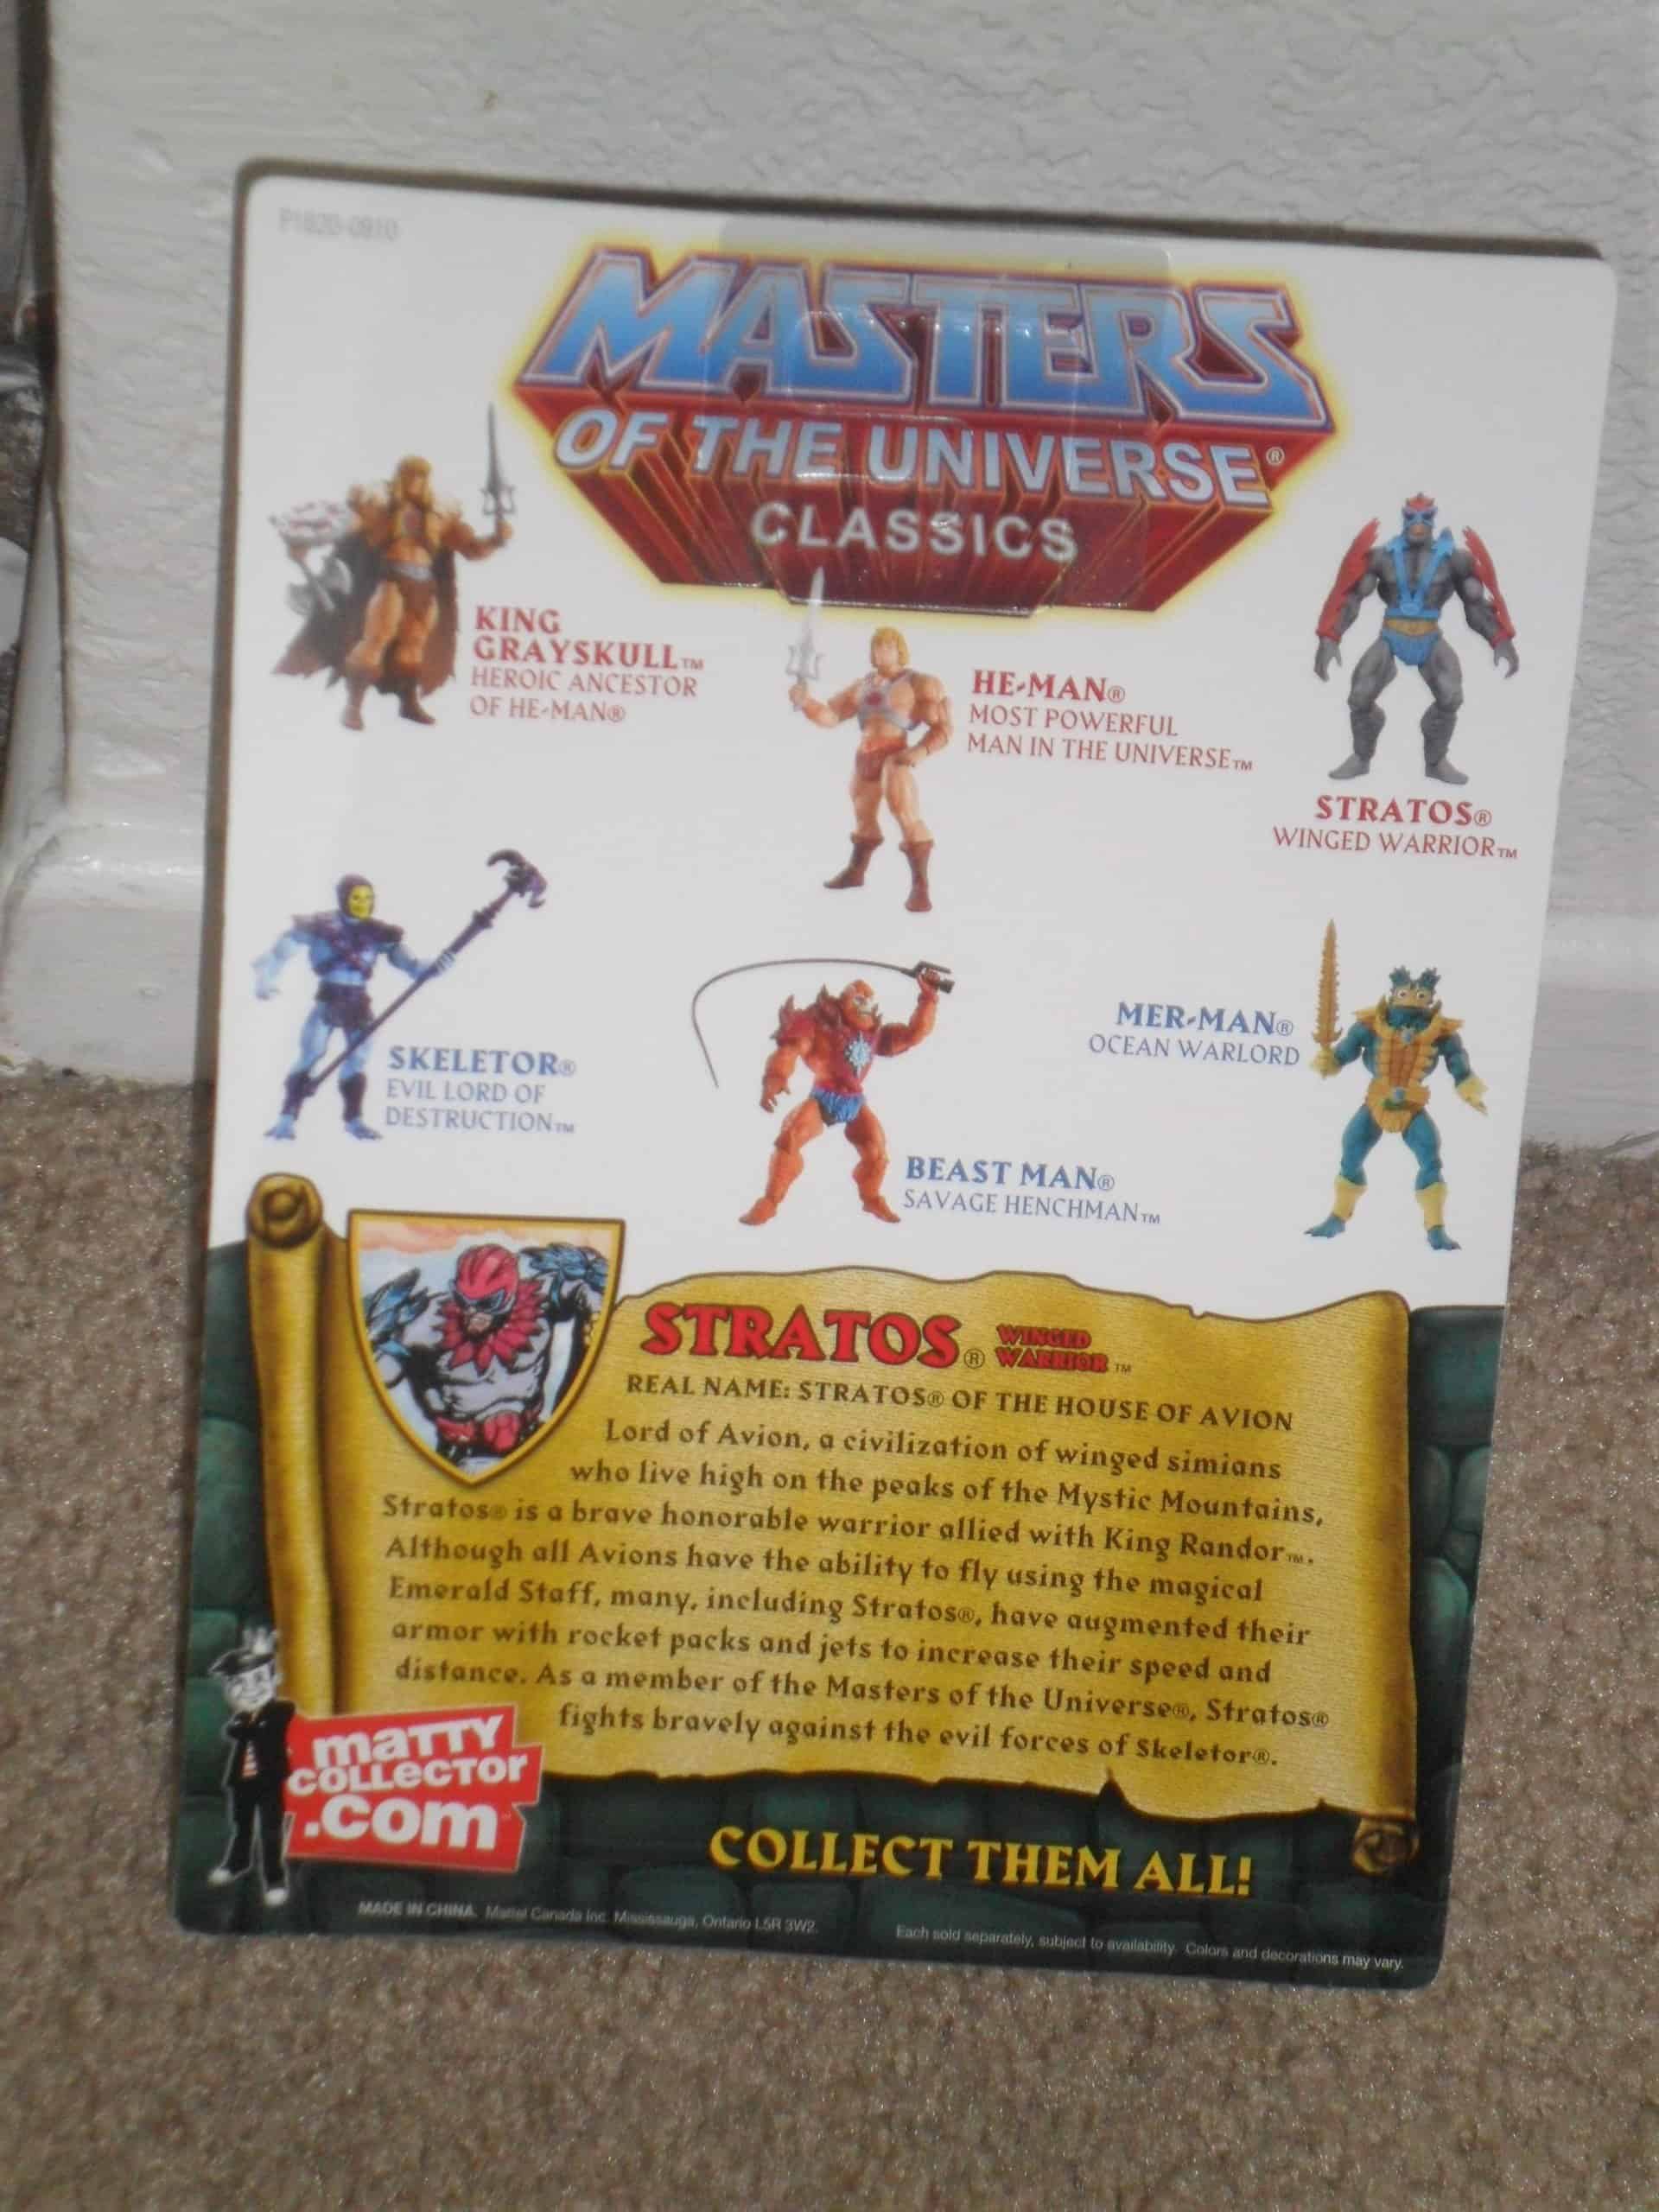 P1820-0910
MASTERS
OF THE UNIVERSE®
CLASSICS
KING
GRAYSKULL™
HEROIC ANCESTOR
OF HE-MAN®
HE-MAN®
MOST POWERFUL
MAN IN THE UNIVERSE™
STRATOS®
WINGED WARRIOR™
SKELETOR®
EVIL LORD OF
DESTRUCTION™
BEAST MAN®
SAVAGE HENCHMAN™
MER-MAN®
OCEAN WARLORD
STRATOS® WINGED
WARRIOR™
REAL NAME: STRATOS® OF THE HOUSE OF AVION
Lord of Avion, a civilization of winged simians
who live high on the peaks of the Mystic Mountains,
Stratos® is a brave honorable warrior allied with King Randor™.
Although all Avions have the ability to fly using the magical
Emerald Staff, many, including Stratos®, have augmented their
armor with rocket packs and jets to increase their speed and
distance. As a member of the Masters of the Universe®, Stratos®
fights bravely against the evil forces of Skeletor®.
maTTY
COLLecTor
.com
COLLECT THEM ALL!
MADE IN CHINA. Mattel Canada Inc. Mississauga, Ontario L5R 3W2.
Each sold separately, subject to availability. Colors and decorations may vary.